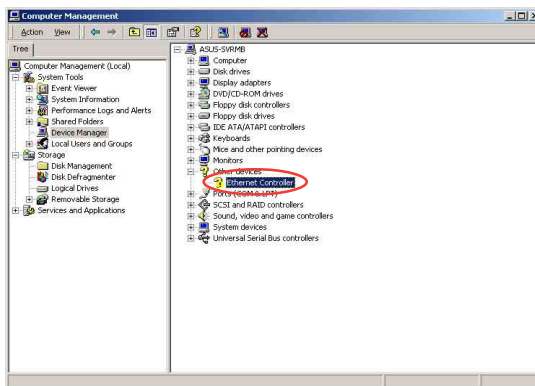 Computer Management
Action View
Tree
Computer Management (Local)
System Tools
Event Viewer
System Information
Performance Logs and Alerts
Shared Folders
Device Manager
Local Users and Groups
Storage
Disk Management
Disk Defragmenter
Logical Drives
Removable Storage
Services and Applications
ASUS-SVRMB
Computer
Disk drives
Display adapters
DVD/CD-ROM drives
Floppy disk controllers
Floppy disk drives
IDE ATA/ATAPI controllers
Keyboards
Mice and other pointing devices
Monitors
Other devices
Ethernet Controller
Ports (COM & LPT)
SCSI and RAID controllers
Sound, video and game controllers
System devices
Universal Serial Bus controllers